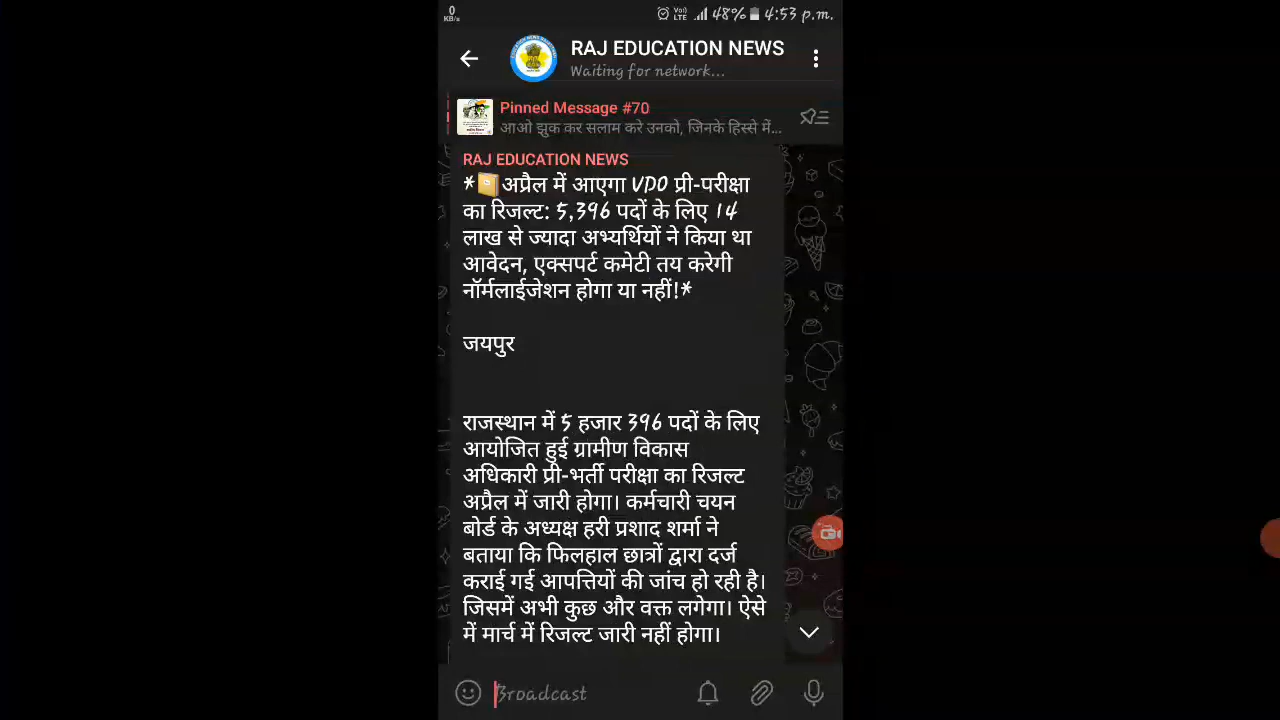 0
KB/s
Vo))
LTE
48%
4:53 p.m.
RAJ EDUCATION NEWS
Waiting for network...
Pinned Message #70
आओ झुक कर सलाम करे उनको, जिनके हिस्से में...
RAJ EDUCATION NEWS
*📔अप्रैल में आएगा VDO प्री-परीक्षा
का रिजल्ट: 5,396 पदों के लिए 14
लाख से ज्यादा अभ्यर्थियों ने किया था
आवेदन, एक्सपर्ट कमेटी तय करेगी
नॉर्मलाईजेशन होगा या नहीं!*
जयपुर
राजस्थान में 5 हजार 396 पदों के लिए
आयोजित हुई ग्रामीण विकास
अधिकारी प्री-भर्ती परीक्षा का रिजल्ट
अप्रैल में जारी होगा। कर्मचारी चयन
बोर्ड के अध्यक्ष हरी प्रशाद शर्मा ने
बताया कि फिलहाल छात्रों द्वारा दर्ज
कराई गई आपत्तियों की जांच हो रही है।
जिसमें अभी कुछ और वक्त लगेगा। ऐसे
में मार्च में रिजल्ट जारी नहीं होगा।
Broadcast